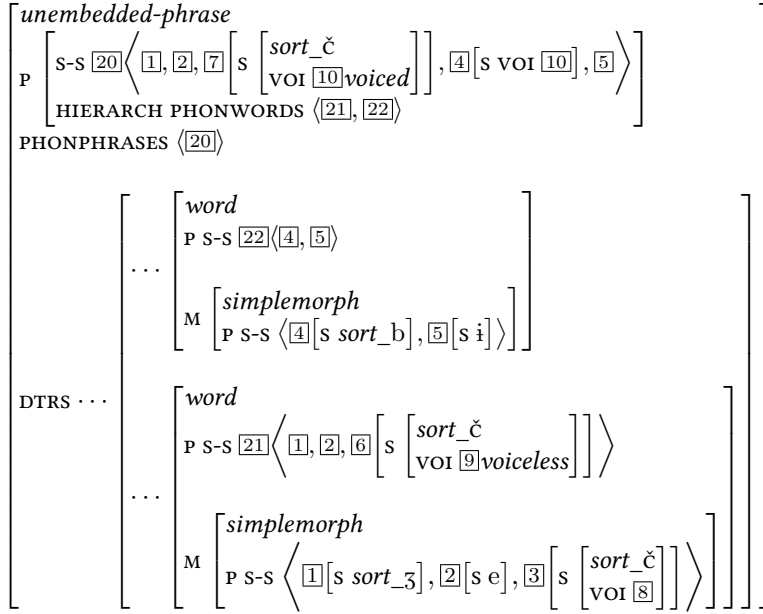 unembedded-phrase
P S-S 20⟨1, 2, 7[S [sort_č
VOI 10 voiced]], 4[S VOI 10], 5⟩
HIERARCH PHONWORDS ⟨21, 22⟩
PHONPHRASES ⟨20⟩
word
P S-S 22⟨4, 5⟩
...
simplemorph
M P S-S ⟨4[S sort_b], 5[S ɨ]⟩
DTRS ...
word
P S-S 21⟨1, 2, 6[S [sort_č
VOI 9 voiceless]]⟩
...
simplemorph
M P S-S ⟨1[S sort_ʒ], 2[S e], 3[S [sort_č
VOI 8]]⟩